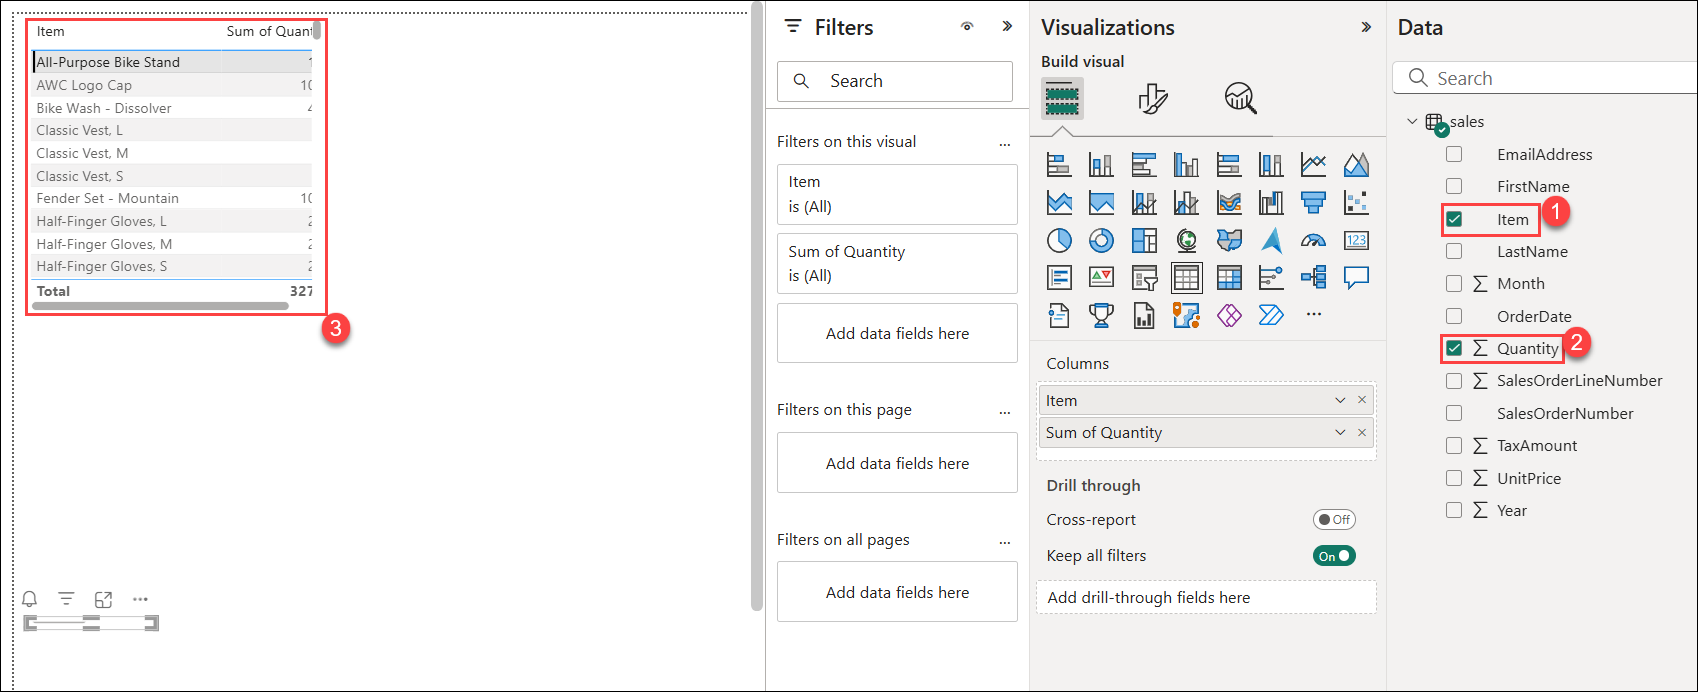 Item Sum of Quant
All-Purpose Bike Stand 1
AWC Logo Cap 10
Bike Wash - Dissolver 4
Classic Vest, L
Classic Vest, M
Classic Vest, S
Fender Set - Mountain 10
Half-Finger Gloves, L 2
Half-Finger Gloves, M 2
Half-Finger Gloves, S 2
Total 327
3
Filters
Search
Filters on this visual ...
Item
is (All)
Sum of Quantity
is (All)
Add data fields here
Filters on this page ...
Add data fields here
Filters on all pages ...
Add data fields here
Visualizations
Build visual
123
Columns
Item
Sum of Quantity
Drill through
Cross-report Off
Keep all filters On
Add drill-through fields here
Data
Search
sales
EmailAddress
FirstName
Item 1
LastName
Σ Month
OrderDate
Σ Quantity 2
Σ SalesOrderLineNumber
SalesOrderNumber
Σ TaxAmount
Σ UnitPrice
Σ Year